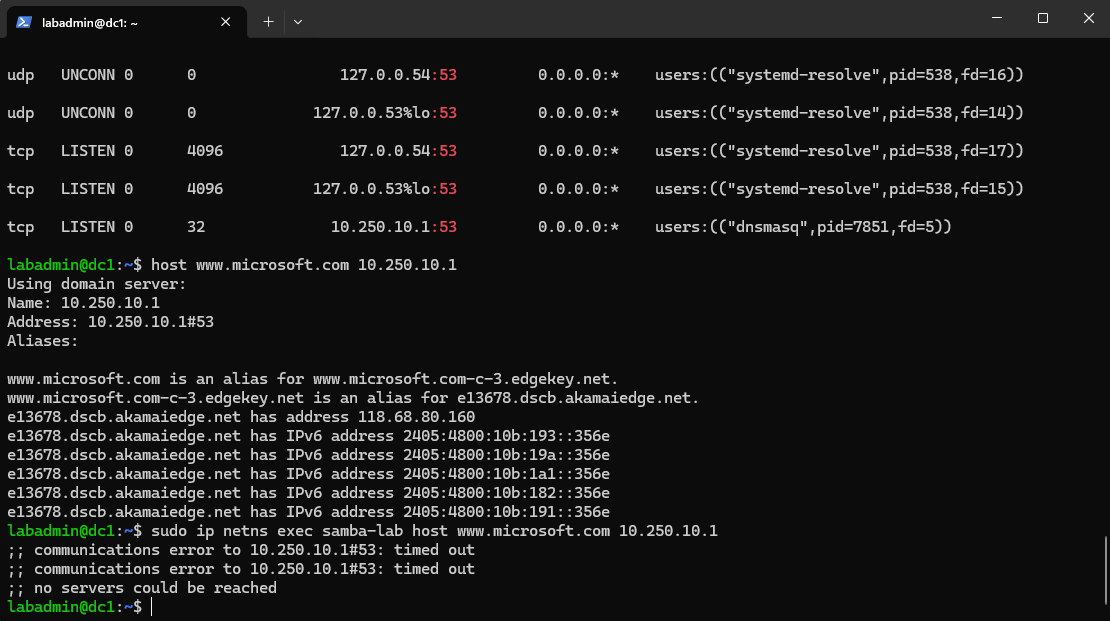 labadmin@dc1: ~
udp   UNCONN 0      0                127.0.0.54:53         0.0.0.0:*    users:(("systemd-resolve",pid=538,fd=16))
udp   UNCONN 0      0             127.0.0.53%lo:53         0.0.0.0:*    users:(("systemd-resolve",pid=538,fd=14))
tcp   LISTEN 0      4096             127.0.0.54:53         0.0.0.0:*    users:(("systemd-resolve",pid=538,fd=17))
tcp   LISTEN 0      4096          127.0.0.53%lo:53         0.0.0.0:*    users:(("systemd-resolve",pid=538,fd=15))
tcp   LISTEN 0      32              10.250.10.1:53         0.0.0.0:*    users:(("dnsmasq",pid=7851,fd=5))
labadmin@dc1:~$ host www.microsoft.com 10.250.10.1
Using domain server:
Name: 10.250.10.1
Address: 10.250.10.1#53
Aliases:
www.microsoft.com is an alias for www.microsoft.com-c-3.edgekey.net.
www.microsoft.com-c-3.edgekey.net is an alias for e13678.dscb.akamaiedge.net.
e13678.dscb.akamaiedge.net has address 118.68.80.160
e13678.dscb.akamaiedge.net has IPv6 address 2405:4800:10b:193::356e
e13678.dscb.akamaiedge.net has IPv6 address 2405:4800:10b:19a::356e
e13678.dscb.akamaiedge.net has IPv6 address 2405:4800:10b:1a1::356e
e13678.dscb.akamaiedge.net has IPv6 address 2405:4800:10b:182::356e
e13678.dscb.akamaiedge.net has IPv6 address 2405:4800:10b:191::356e
labadmin@dc1:~$ sudo ip netns exec samba-lab host www.microsoft.com 10.250.10.1
;; communications error to 10.250.10.1#53: timed out
;; communications error to 10.250.10.1#53: timed out
;; no servers could be reached
labadmin@dc1:~$